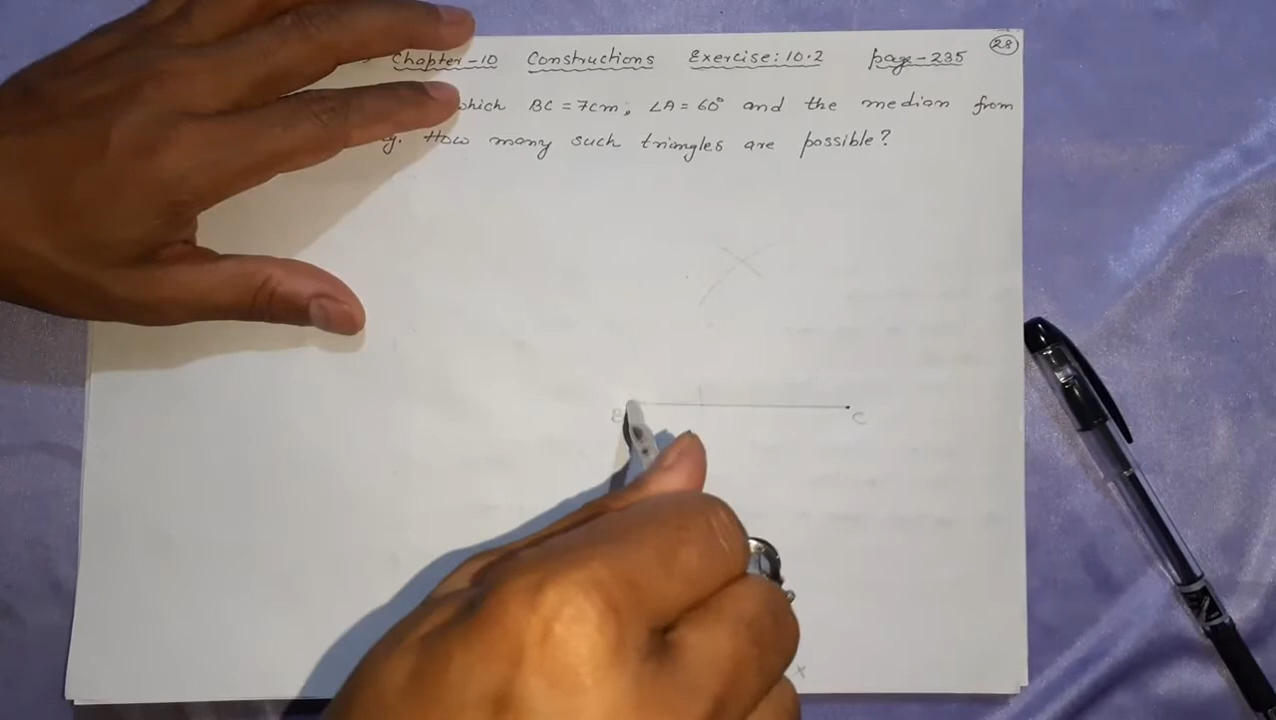 Chapter-10 Constructions Exercise: 10.2 page-235 28
which BC = 7cm, ∠A = 60° and the median from
g. How many such triangles are possible?
B C
x